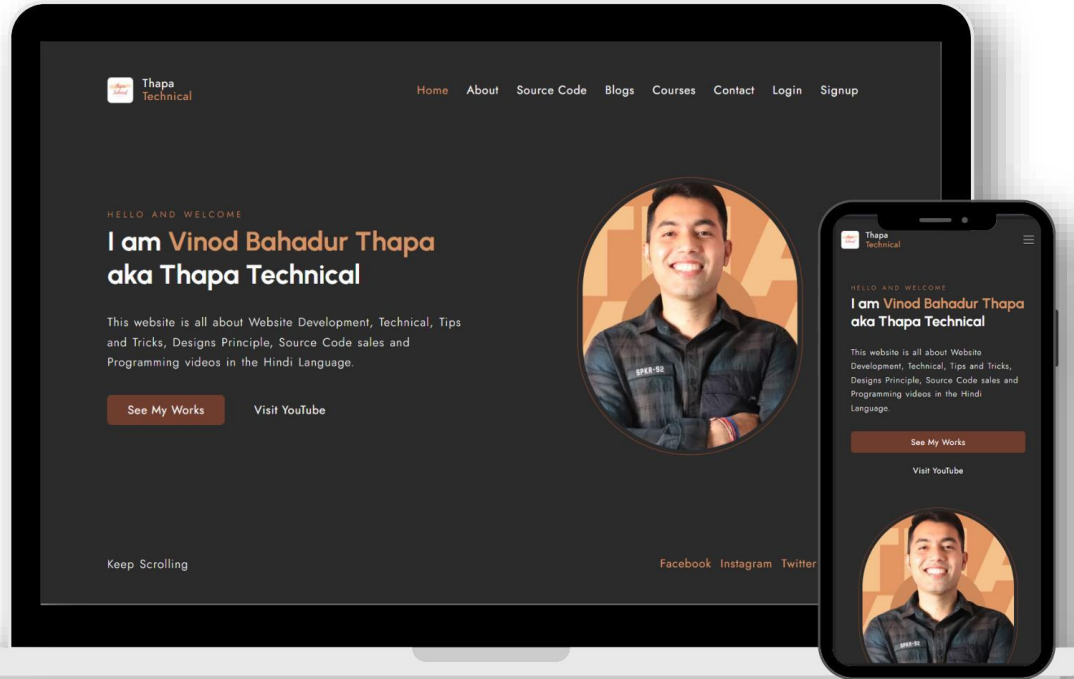 Thapa
Technical
Home About Source Code Blogs Courses Contact Login Signup
HELLO AND WELCOME
I am Vinod Bahadur Thapa
aka Thapa Technical
This website is all about Website Development, Technical, Tips
and Tricks, Designs Principle, Source Code sales and
Programming videos in the Hindi Language.
See My Works Visit YouTube
SPKR-52
Keep Scrolling
Facebook Instagram Twitter
Thapa
Technical
HELLO AND WELCOME
I am Vinod Bahadur Thapa
aka Thapa Technical
This website is all about Website
Development, Technical, Tips and Tricks,
Designs Principle, Source Code sales and
Programming videos in the Hindi
Language.
See My Works
Visit YouTube
SPKR-52